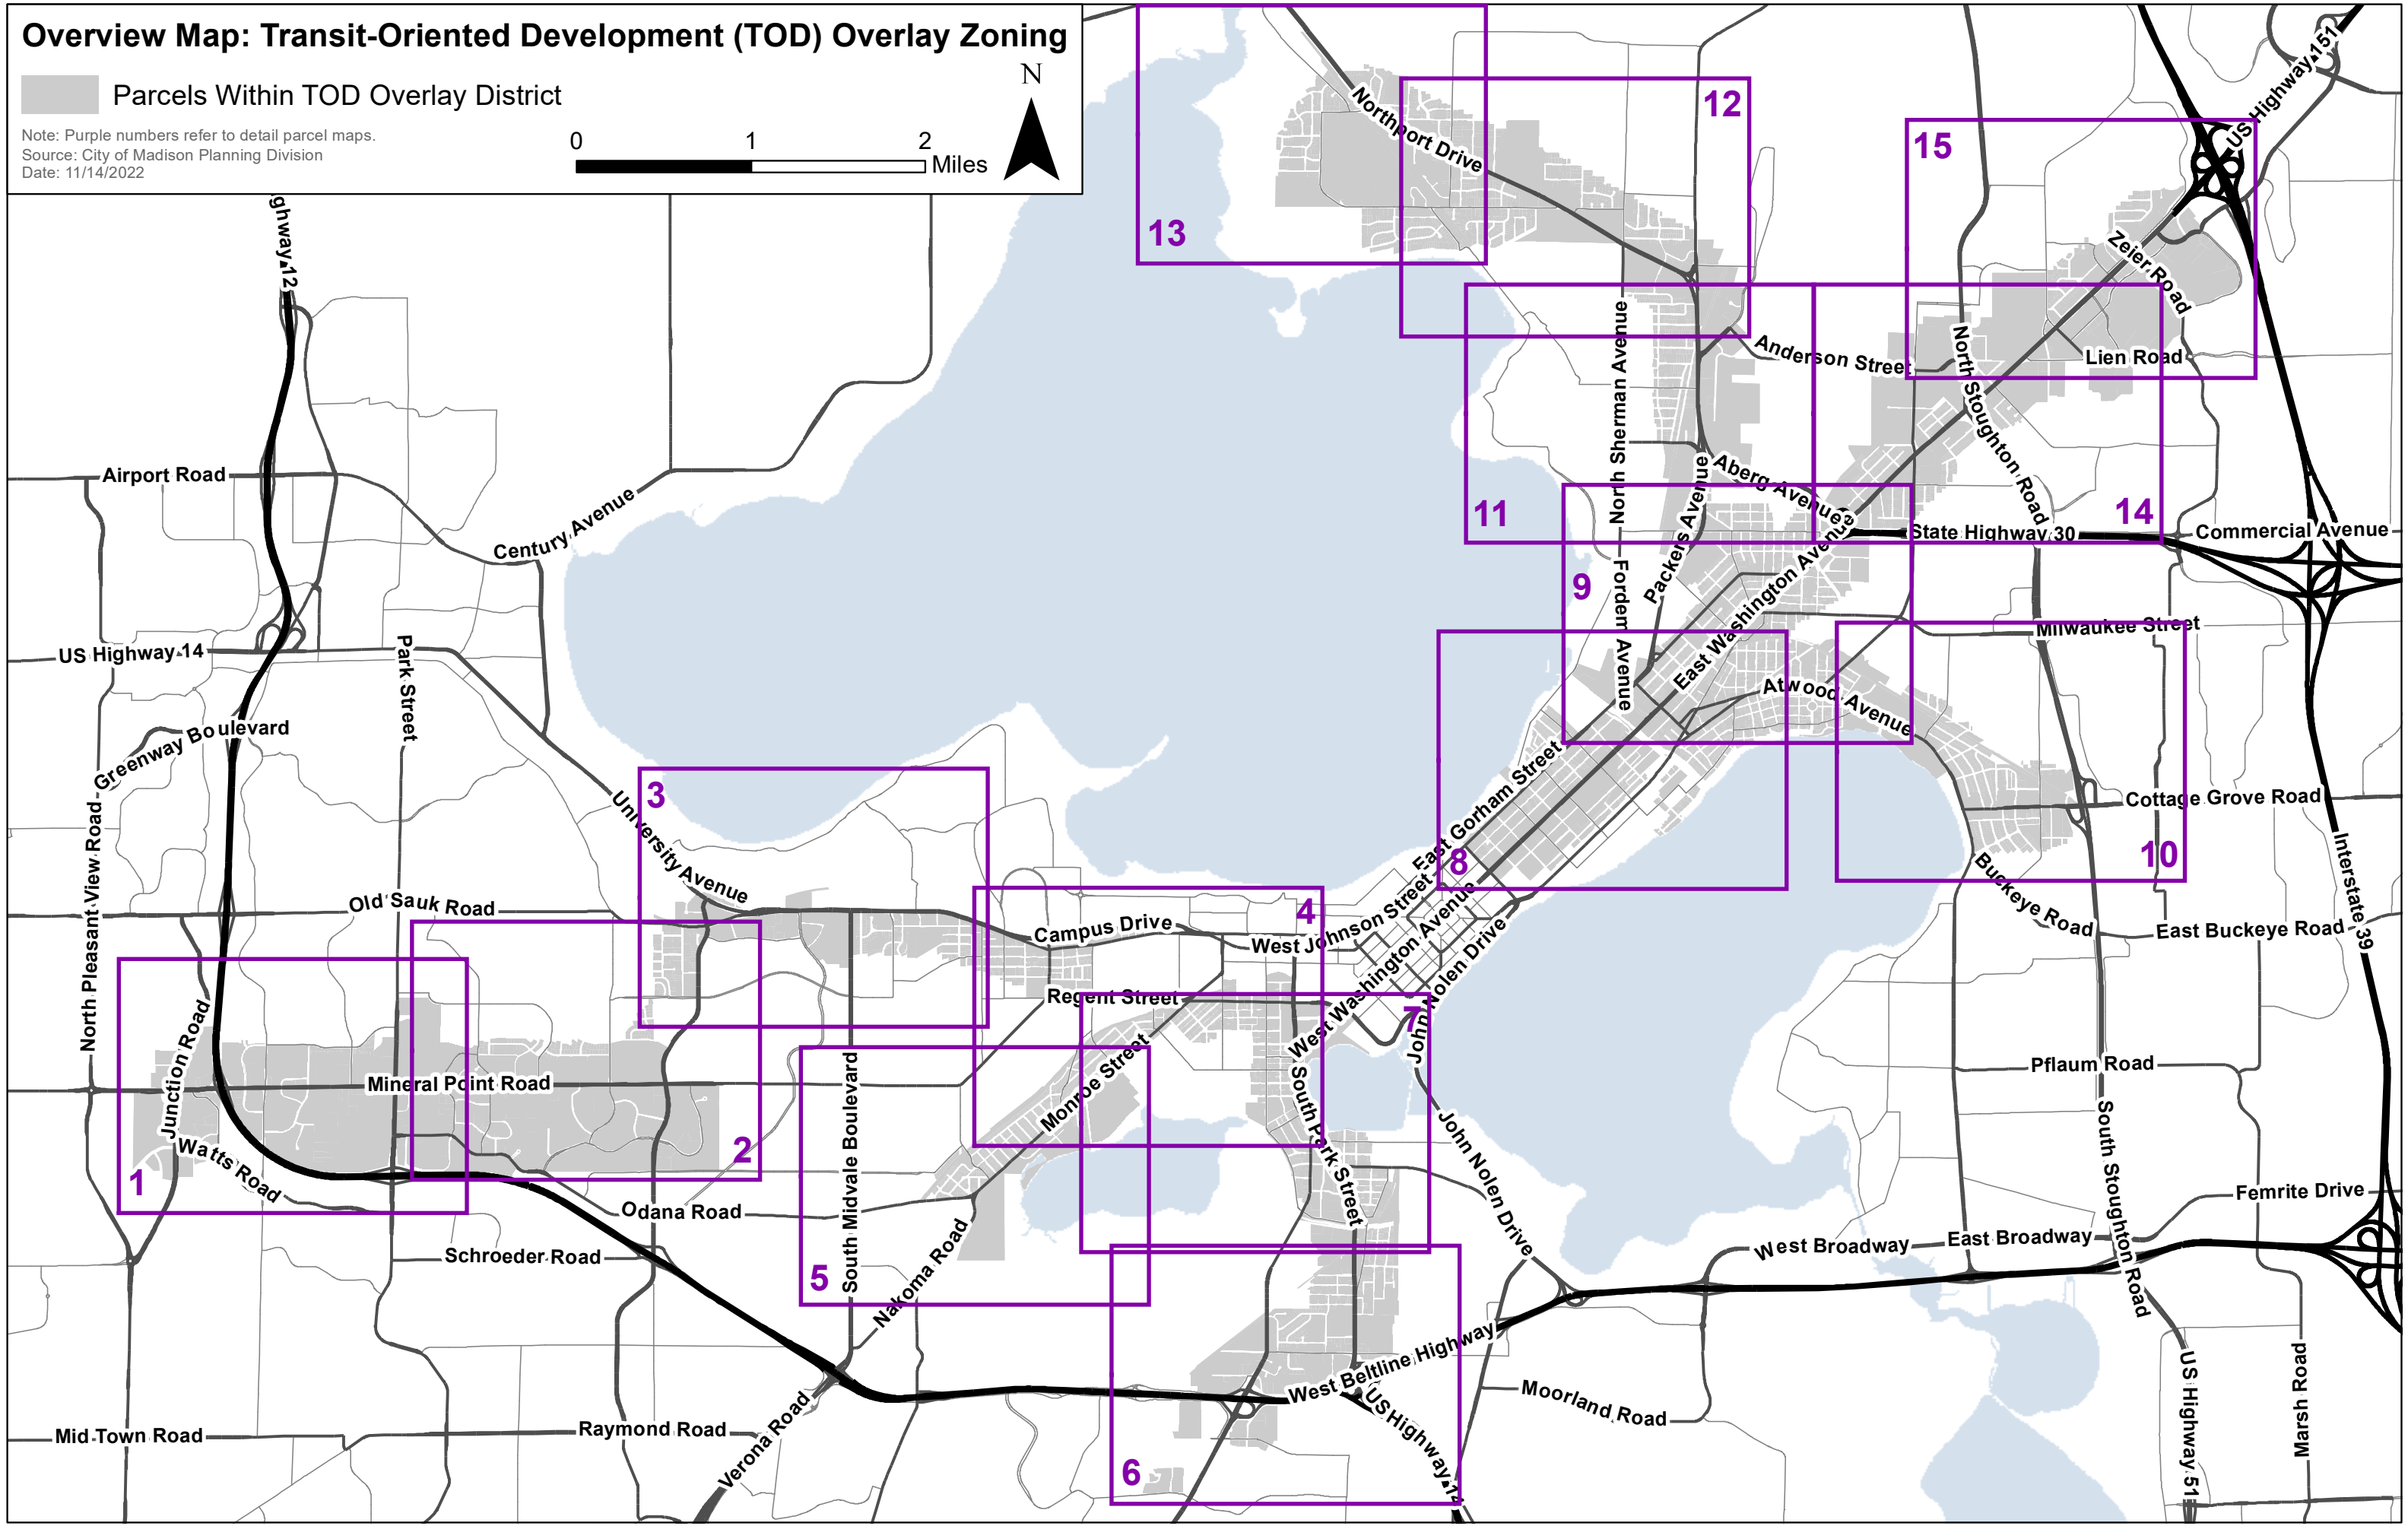 Overview Map: Transit-Oriented Development (TOD) Overlay Zoning
Parcels Within TOD Overlay District
Note: Purple numbers refer to detail parcel maps.
Source: City of Madison Planning Division
Date: 11/14/2022
0 1 2
Miles
N
13
12
15
US Highway 151
Northport Drive
Zeier Road
ghway 12
North Sherman Avenue
Anderson Street
Lien Road
North Stoughton Road
Airport Road
Century Avenue
Aberg Avenue
11
14
State Highway 30
Commercial Avenue
Packers Avenue
9
Fordem Avenue
East Washington Avenue
Milwaukee Street
US Highway 14
Park Street
Greenway Boulevard
Atwood Avenue
3
University Avenue
North Pleasant View Road
East Gorham Street
8
Cottage Grove Road
10
Interstate 39
Buckeye Road
East Buckeye Road
Old Sauk Road
4
Campus Drive
West Johnson Street
West Washington Avenue
John Nolen Drive
Regent Street
7
John Nolen Drive
Junction Road
Mineral Point Road
Monroe Street
South Park Street
Pflaum Road
South Midvale Boulevard
John Nolen Drive
South Stoughton Road
1
2
Watts Road
Odana Road
Femrite Drive
Schroeder Road
5
Nakoma Road
West Broadway
East Broadway
West Beltline Highway
Moorland Road
US Highway 14
US Highway 51
Marsh Road
Mid Town Road
Raymond Road
Verona Road
6